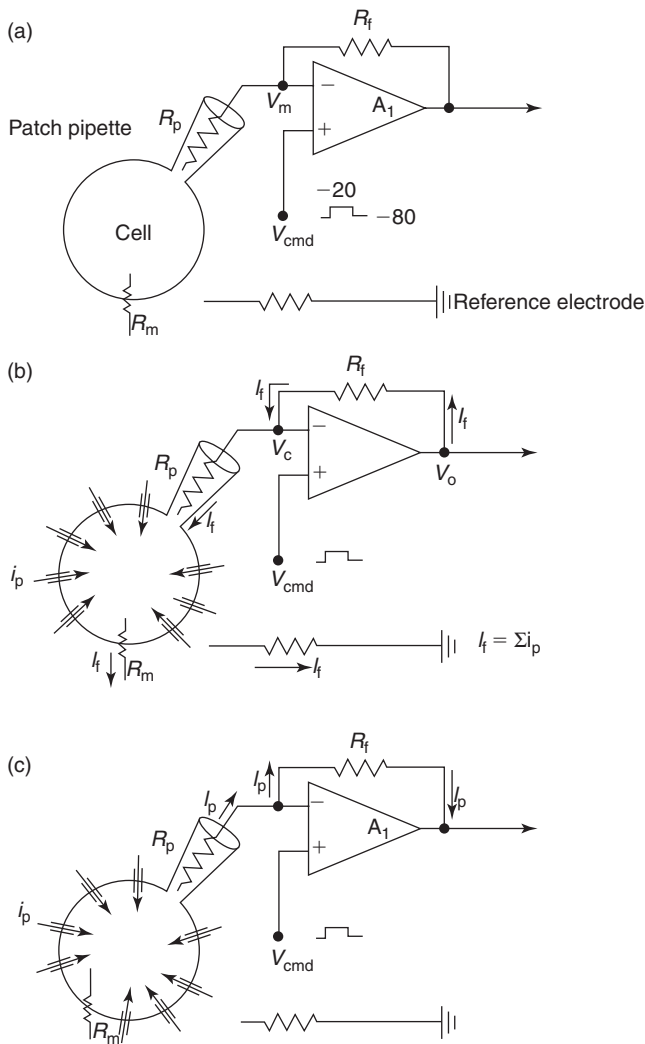 (a)
R_f
V_m
−
A_1
R_p
Patch pipette
+
−20
−80
V_cmd
Cell
R_m
Reference electrode
(b)
R_f
I_f
I_f
−
V_c
V_o
R_p
+
I_f
V_cmd
i_p
I_f
R_m
I_f
I_f = Σi_p
(c)
R_f
I_p
I_p
I_p
−
A_1
R_p
+
i_p
V_cmd
R_m